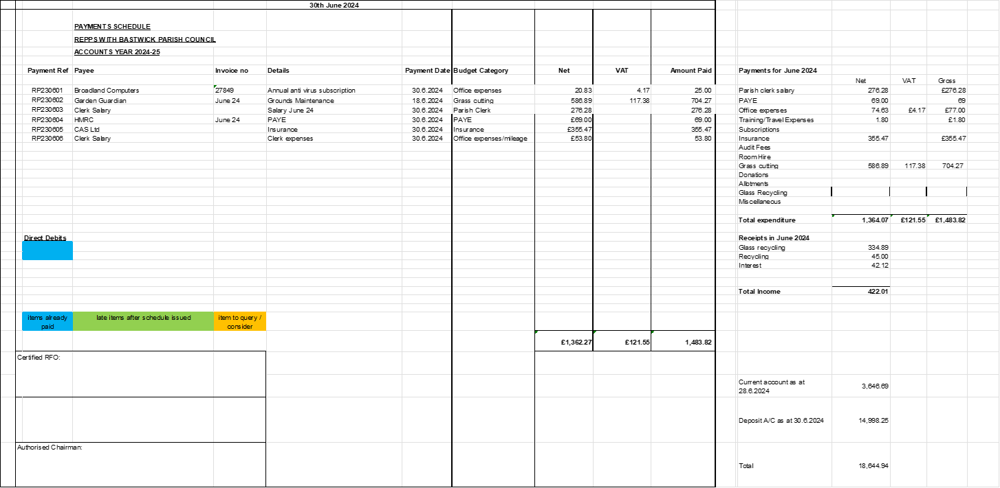 30th June 2024
PAYMENTS SCHEDULE
REPPS WITH BASTWICK PARISH COUNCIL
ACCOUNTS YEAR 2024-25
Payment Ref Payee Invoice no Details Payment Date Budget Category Net VAT Amount Paid
RP230601 Broadland Computers 27849 Annual anti virus subscription 30.6.2024 Office expenses 20.83 4.17 25.00
RP230602 Garden Guardian June 24 Grounds Maintenance 18.6.2024 Grass cutting 586.89 117.38 704.27
RP230603 Clerk Salary Salary June 24 30.6.2024 Parish Clerk 276.28 276.28
RP230604 HMRC June 24 PAYE 30.6.2024 PAYE £69.00 69.00
RP230605 CAS Ltd Insurance 30.6.2024 Insurance £355.47 355.47
RP230606 Clerk Salary Clerk expenses 30.6.2024 Office expenses/mileage £53.80 53.80
Direct Debits
items already paid late items after schedule issued item to query / consider
£1,362.27 £121.55 1,483.82
Certified RFO:
Authorised Chairman:
Payments for June 2024
Net VAT Gross
Parish clerk salary 276.28 £276.28
PAYE 69.00 69
Office expenses 74.63 £4.17 £77.00
Training/Travel Expenses 1.80 £1.80
Subscriptions
Insurance 355.47 £355.47
Audit Fees
Room Hire
Grass cutting 586.89 117.38 704.27
Donations
Allotments
Glass Recycling
Miscellaneous
Total expenditure 1,364.07 £121.55 £1,483.82
Receipts in June 2024
Glass recycling 334.89
Recycling 45.00
Interest 42.12
Total Income 422.01
Current account as at 28.6.2024 3,646.69
Deposit A/C as at 30.6.2024 14,998.25
Total 18,644.94